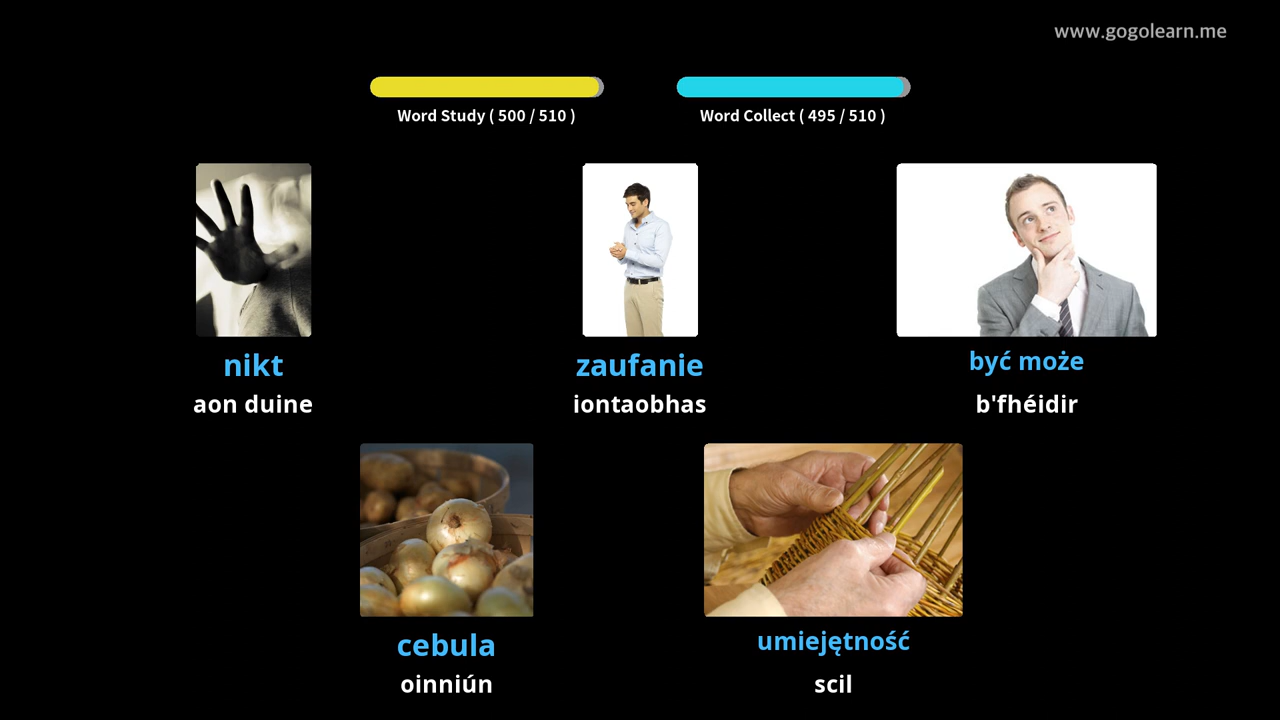 www.gogolearn.me
Word Study ( 500 / 510 )
Word Collect ( 495 / 510 )
nikt
aon duine
zaufanie
iontaobhas
być może
b'fhéidir
cebula
oinniún
umiejętność
scil